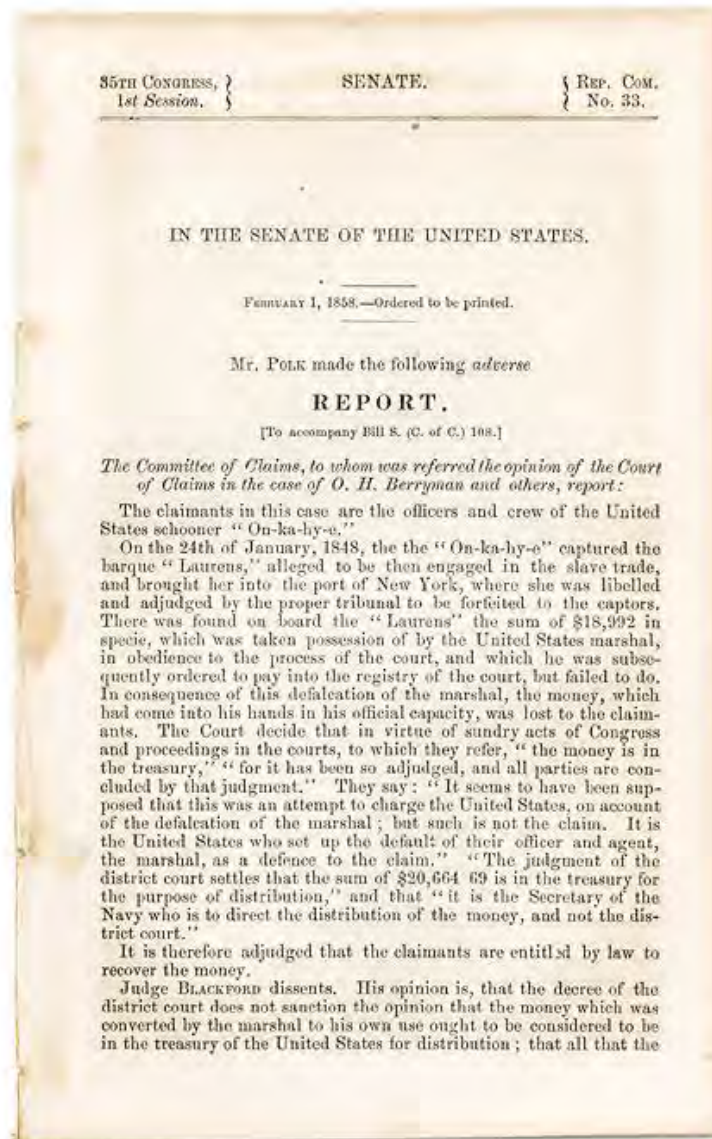 35TH CONGRESS, } SENATE. { REP. COM.
1st Session. } { No. 33.
IN THE SENATE OF THE UNITED STATES.
FEBRUARY 1, 1858.—Ordered to be printed.
Mr. POLK made the following adverse
REPORT.
[To accompany Bill S. (C. of C.) 108.]
The Committee of Claims, to whom was referred the opinion of the Court
of Claims in the case of O. H. Berryman and others, report:
The claimants in this case are the officers and crew of the United
States schooner "On-ka-hy-e."
On the 24th of January, 1848, the the "On-ka-hy-e" captured the
barque "Laurens," alleged to be then engaged in the slave trade,
and brought her into the port of New York, where she was libelled
and adjudged by the proper tribunal to be forfeited to the captors.
There was found on board the "Laurens" the sum of $18,992 in
specie, which was taken possession of by the United States marshal,
in obedience to the process of the court, and which he was subse-
quently ordered to pay into the registry of the court, but failed to do.
In consequence of this defalcation of the marshal, the money, which
had come into his hands in his official capacity, was lost to the claim-
ants. The Court decide that in virtue of sundry acts of Congress
and proceedings in the courts, to which they refer, "the money is in
the treasury," "for it has been so adjudged, and all parties are con-
cluded by that judgment." They say: "It seems to have been sup-
posed that this was an attempt to charge the United States, on account
of the defalcation of the marshal; but such is not the claim. It is
the United States who set up the default of their officer and agent,
the marshal, as a defence to the claim." "The judgment of the
district court settles that the sum of $20,664 69 is in the treasury for
the purpose of distribution," and that "it is the Secretary of the
Navy who is to direct the distribution of the money, and not the dis-
trict court."
It is therefore adjudged that the claimants are entitled by law to
recover the money.
Judge BLACKFORD dissents. His opinion is, that the decree of the
district court does not sanction the opinion that the money which was
converted by the marshal to his own use ought to be considered to be
in the treasury of the United States for distribution; that all that the